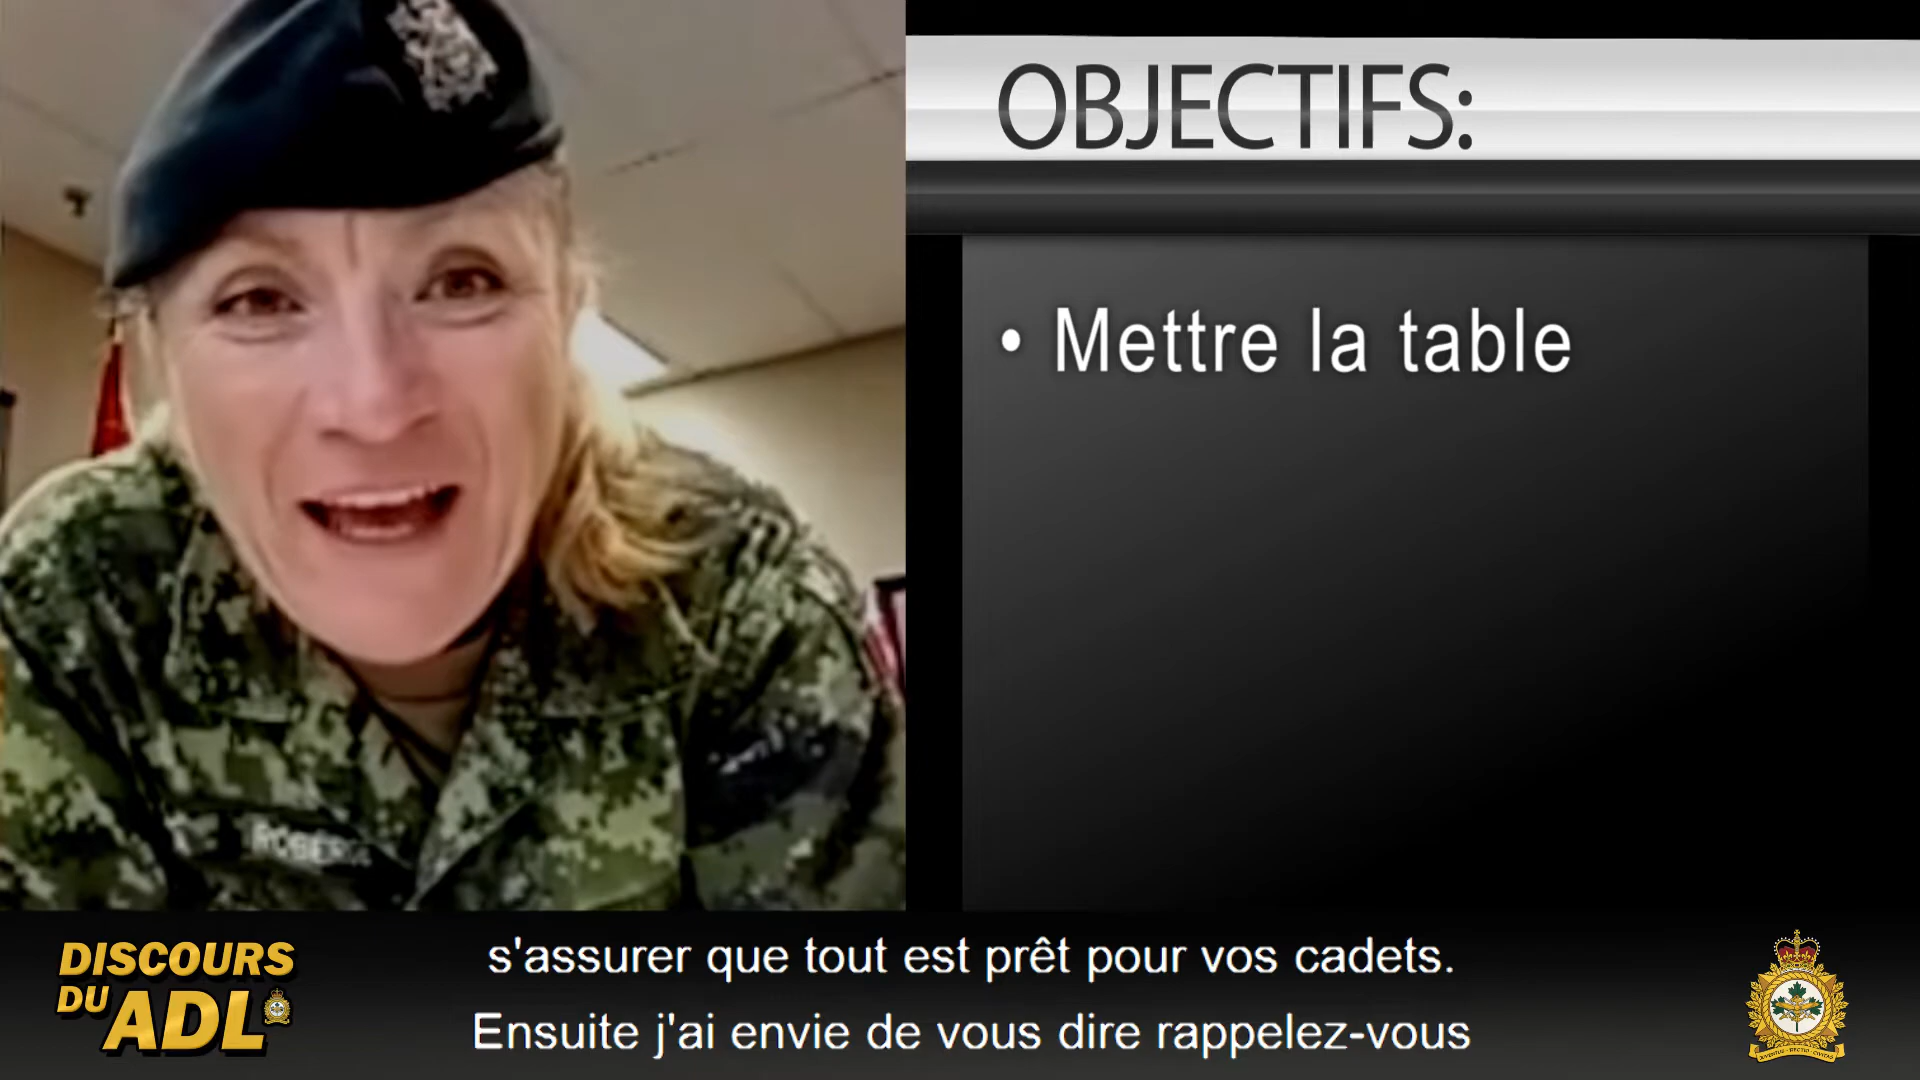 OBJECTIFS:
• Mettre la table
ROBERGE
DISCOURS
DU ADL
s'assurer que tout est prêt pour vos cadets.
Ensuite j'ai envie de vous dire rappelez-vous